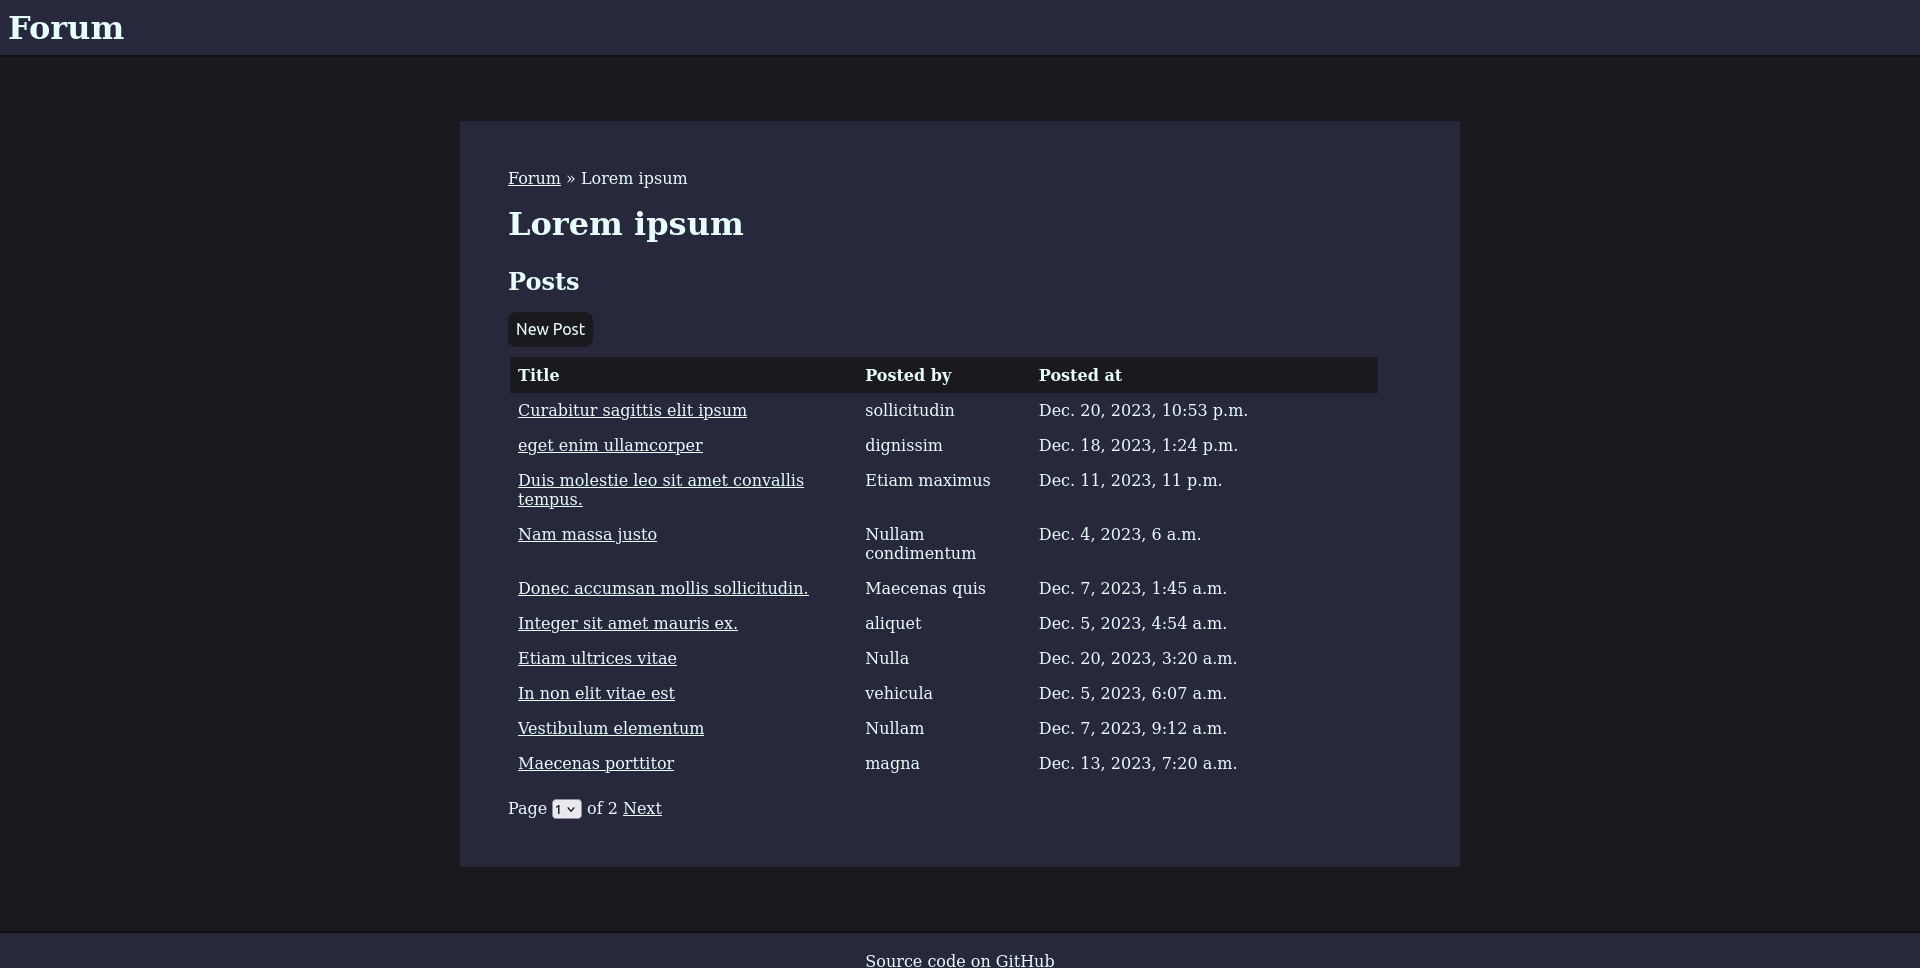 Forum
Forum » Lorem ipsum
Lorem ipsum
Posts
New Post
Title Posted by Posted at
Curabitur sagittis elit ipsum sollicitudin Dec. 20, 2023, 10:53 p.m.
eget enim ullamcorper dignissim Dec. 18, 2023, 1:24 p.m.
Duis molestie leo sit amet convallis Etiam maximus Dec. 11, 2023, 11 p.m.
tempus.
Nam massa justo Nullam Dec. 4, 2023, 6 a.m.
condimentum
Donec accumsan mollis sollicitudin. Maecenas quis Dec. 7, 2023, 1:45 a.m.
Integer sit amet mauris ex. aliquet Dec. 5, 2023, 4:54 a.m.
Etiam ultrices vitae Nulla Dec. 20, 2023, 3:20 a.m.
In non elit vitae est vehicula Dec. 5, 2023, 6:07 a.m.
Vestibulum elementum Nullam Dec. 7, 2023, 9:12 a.m.
Maecenas porttitor magna Dec. 13, 2023, 7:20 a.m.
Page 1 of 2 Next
Source code on GitHub